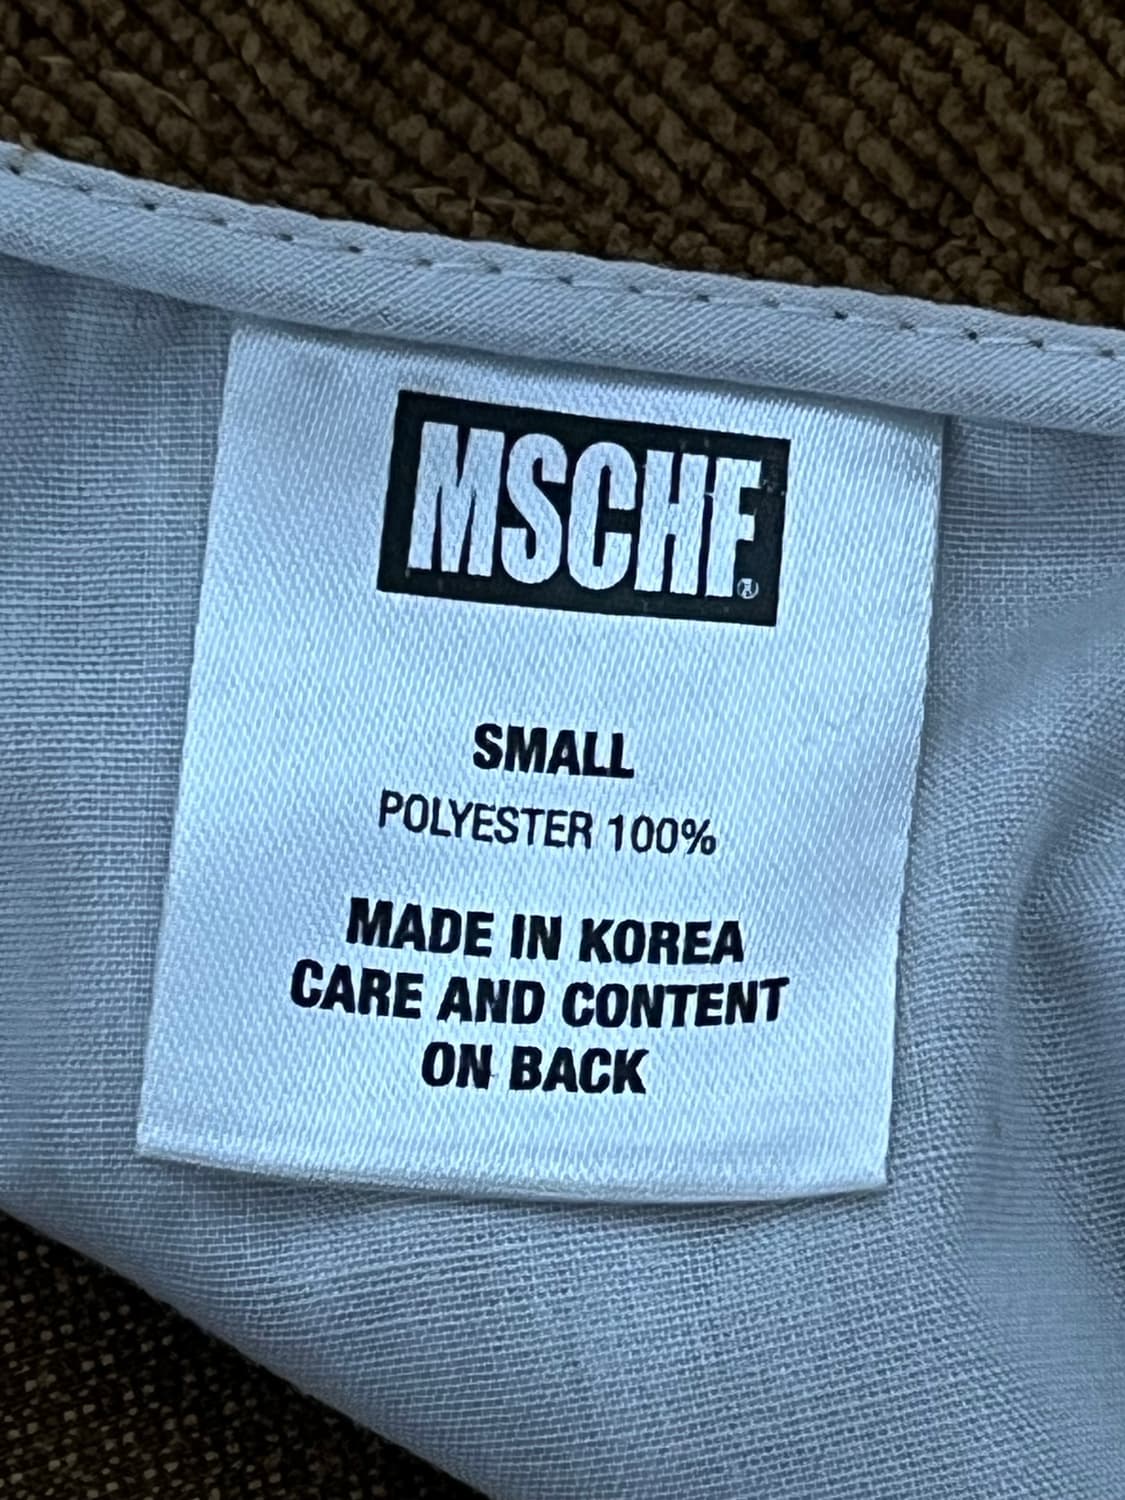 MSCHF®
SMALL
POLYESTER 100%
MADE IN KOREA
CARE AND CONTENT
ON BACK